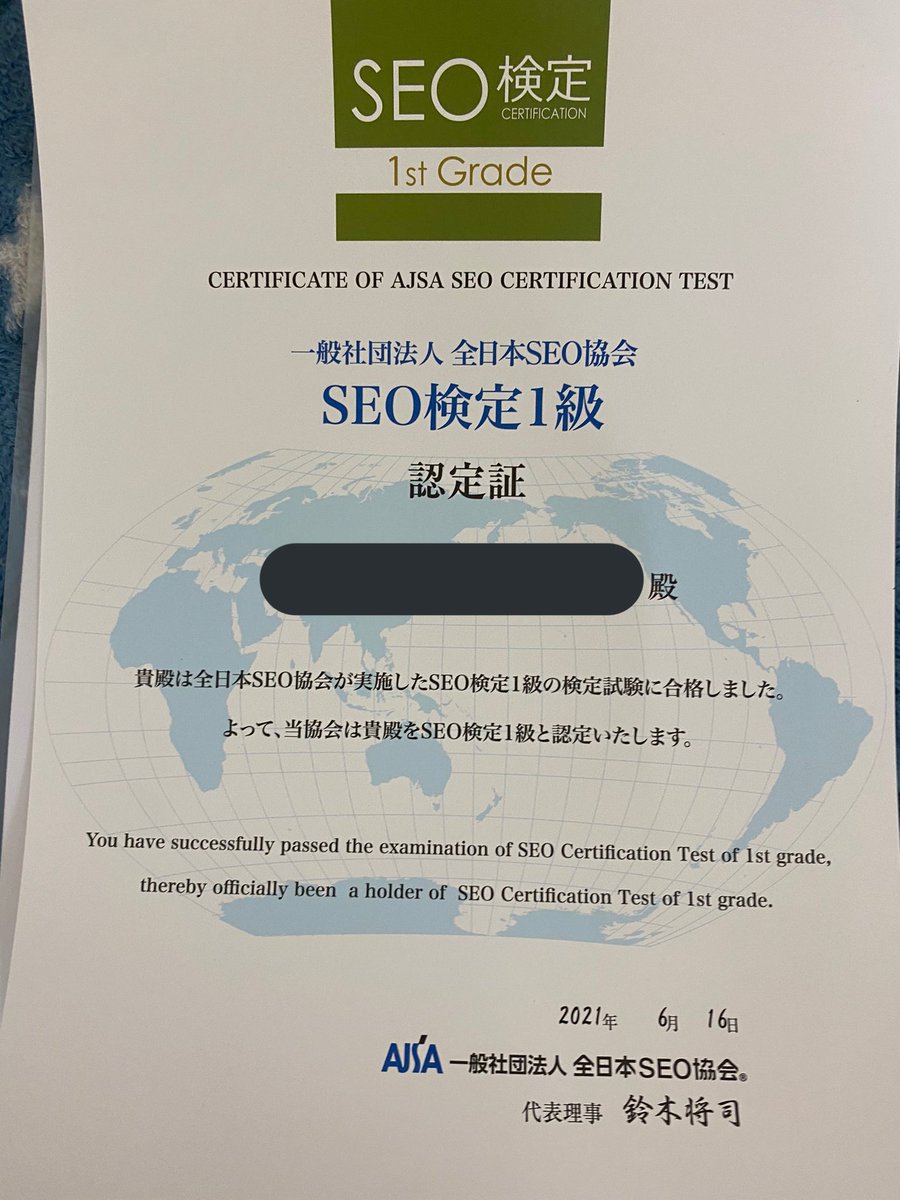 SEO検定
CERTIFICATION
1st Grade
CERTIFICATE OF AJSA SEO CERTIFICATION TEST
一般社団法人 全日本SEO協会
SEO検定1級
認定証
殿
貴殿は全日本SEO協会が実施したSEO検定1級の検定試験に合格しました。
よって、当協会は貴殿をSEO検定1級と認定いたします。
You have successfully passed the examination of SEO Certification Test of 1st grade,
thereby officially been a holder of SEO Certification Test of 1st grade.
2021年 6月 16日
AJSA 一般社団法人 全日本SEO協会®
代表理事 鈴木将司